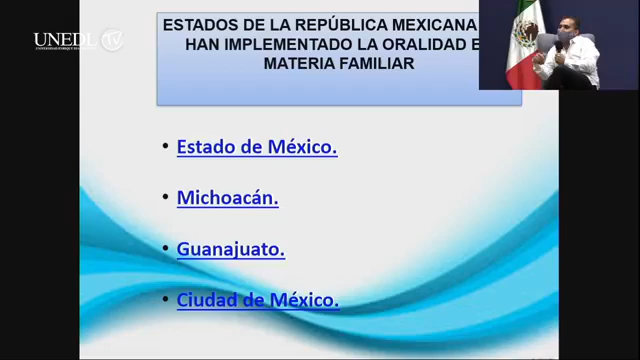 UNEDL TV
ESTADOS DE LA REPÚBLICA MEXICANA
HAN IMPLEMENTADO LA ORALIDAD E
MATERIA FAMILIAR
• Estado de México.
• Michoacán.
• Guanajuato.
• Ciudad de México.